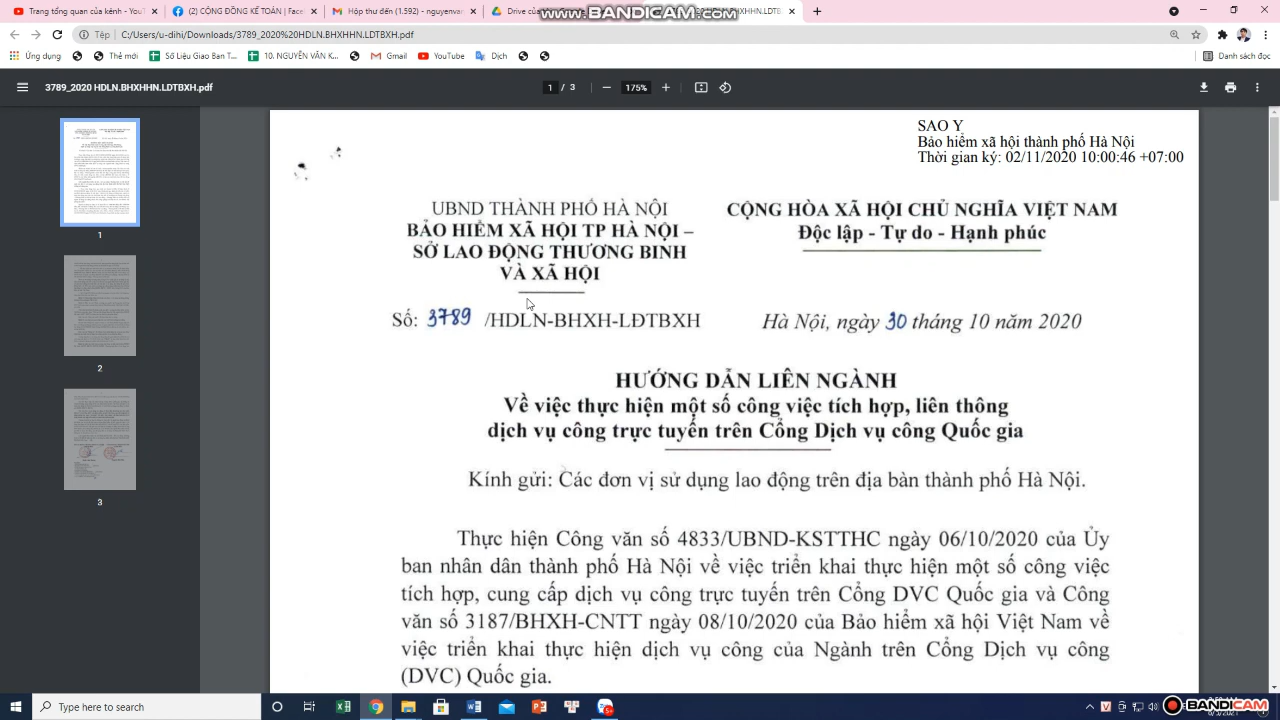 Trang kênh của bạn - YouT
(2) CỘNG ĐỒNG KẾ TOÁN | Face
Hộp thư đến (1.592) - nguyenvan
Drive c
www.BANDICAM.com
Tệp
C:/Users/u-dih/Downloads/3789_2020%20HDLN.BHXHHN.LDTBXH.pdf
Ứng dụng
Thẻ mới
Số Liệu Giao Ban T...
10. NGUYỄN VĂN K...
Gmail
YouTube
Dịch
Danh sách đọc
3789_2020 HDLN.BHXHHN.LDTBXH.pdf
1 / 3
175%
1
2
3
SAO Y
Bảo hiểm xã hội thành phố Hà Nội
Thời gian ký: 02/11/2020 10:00:46 +07:00
UBND THÀNH PHỐ HÀ NỘI
BẢO HIỂM XÃ HỘI TP HÀ NỘI –
SỞ LAO ĐỘNG THƯƠNG BINH
VÀ XÃ HỘI
CỘNG HÒA XÃ HỘI CHỦ NGHĨA VIỆT NAM
Độc lập - Tự do - Hạnh phúc
Số: 3789 /HDLN-BHXH-LĐTBXH
Hà Nội, ngày 30 tháng 10 năm 2020
HƯỚNG DẪN LIÊN NGÀNH
Về việc thực hiện một số công việc tích hợp, liên thông
dịch vụ công trực tuyến trên Cổng Dịch vụ công Quốc gia
Kính gửi: Các đơn vị sử dụng lao động trên địa bàn thành phố Hà Nội.
Thực hiện Công văn số 4833/UBND-KSTTHC ngày 06/10/2020 của Ủy
ban nhân dân thành phố Hà Nội về việc triển khai thực hiện một số công việc
tích hợp, cung cấp dịch vụ công trực tuyến trên Cổng DVC Quốc gia và Công
văn số 3187/BHXH-CNTT ngày 08/10/2020 của Bảo hiểm xã hội Việt Nam về
việc triển khai thực hiện dịch vụ công của Ngành trên Cổng Dịch vụ công
(DVC) Quốc gia.
Type here to search
BANDICAM